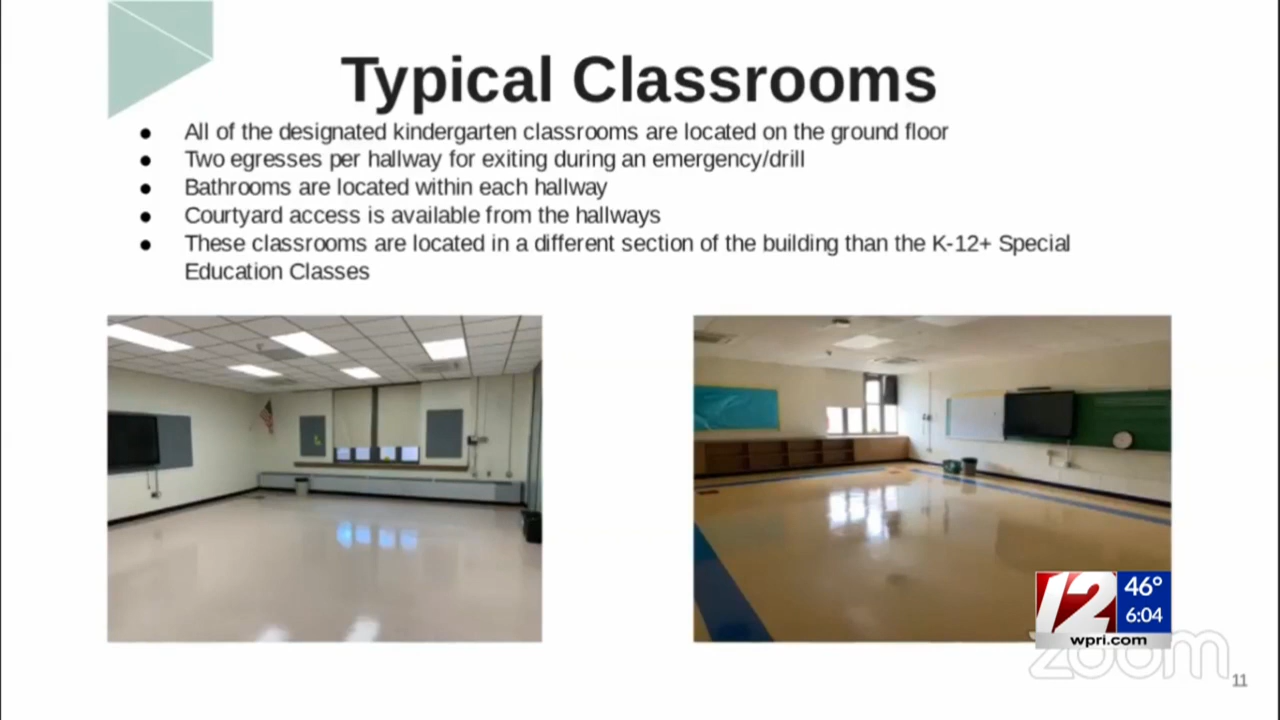 Typical Classrooms
● All of the designated kindergarten classrooms are located on the ground floor
● Two egresses per hallway for exiting during an emergency/drill
● Bathrooms are located within each hallway
● Courtyard access is available from the hallways
● These classrooms are located in a different section of the building than the K-12+ Special
Education Classes
12
46°
6:04
wpri.com
zoom
11